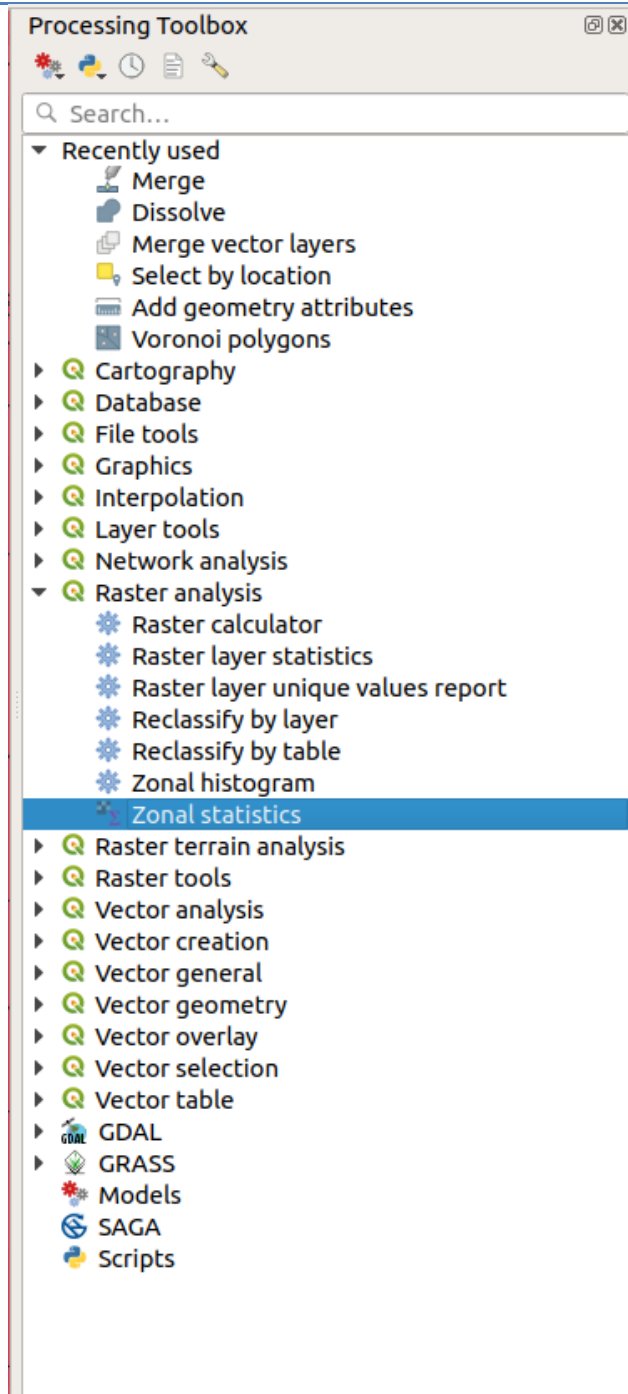 Processing Toolbox
Search...
Recently used
Merge
Dissolve
Merge vector layers
Select by location
Add geometry attributes
Voronoi polygons
Cartography
Database
File tools
Graphics
Interpolation
Layer tools
Network analysis
Raster analysis
Raster calculator
Raster layer statistics
Raster layer unique values report
Reclassify by layer
Reclassify by table
Zonal histogram
Zonal statistics
Raster terrain analysis
Raster tools
Vector analysis
Vector creation
Vector general
Vector geometry
Vector overlay
Vector selection
Vector table
GDAL GDAL
GRASS
Models
SAGA
Scripts